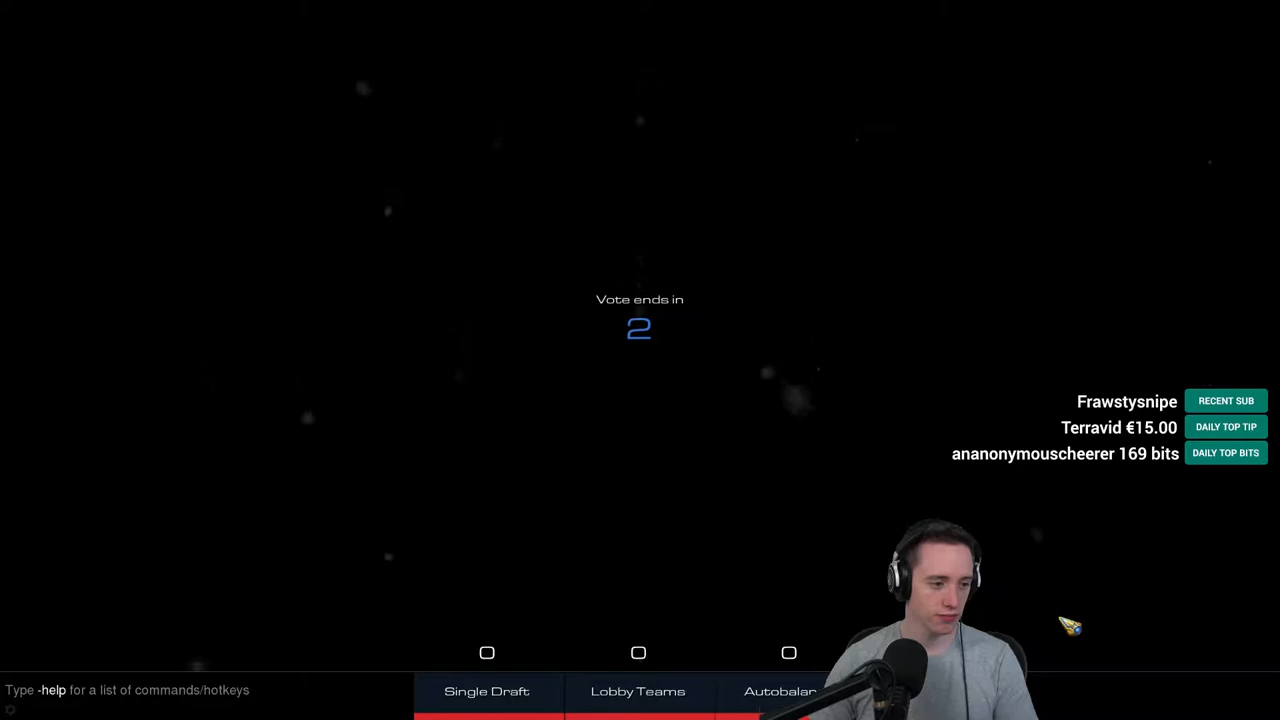 Vote ends in
2
Frawstysnipe RECENT SUB
Terravid €15.00 DAILY TOP TIP
ananonymouscheerer 169 bits DAILY TOP BITS
Type -help for a list of commands/hotkeys
Single Draft
Lobby Teams
Autobalan